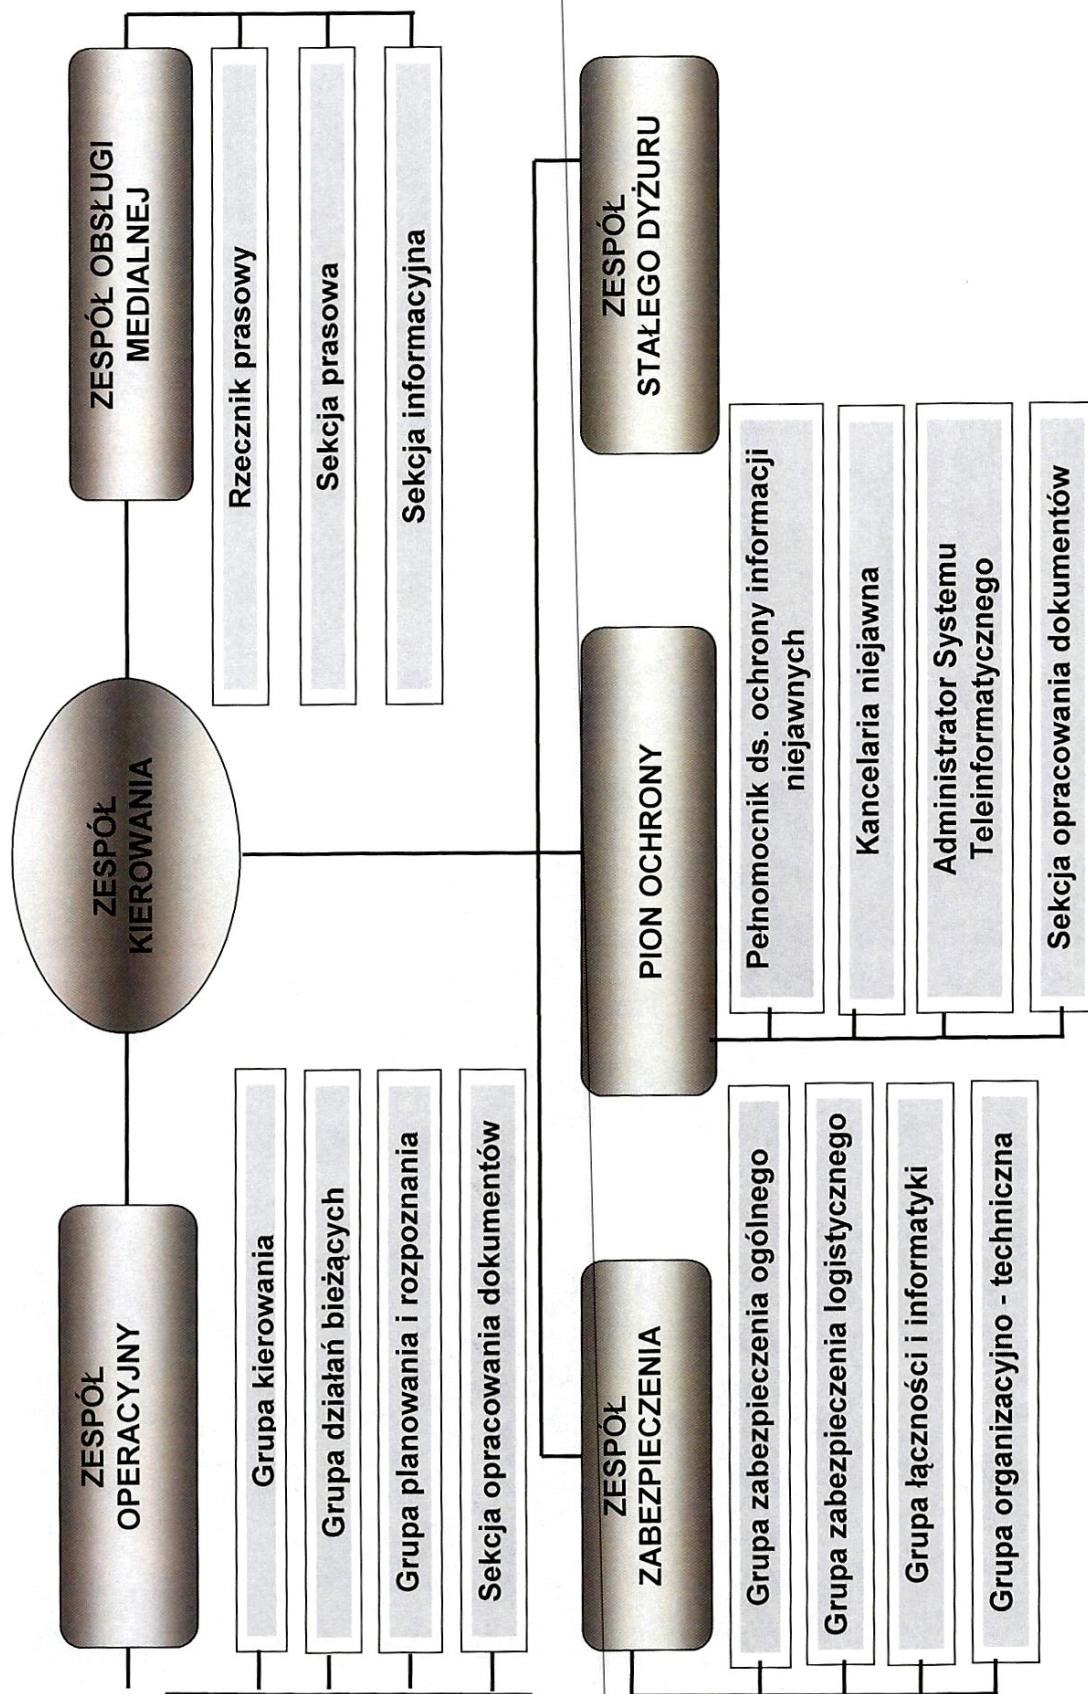 ZESPÓŁ
KIEROWANIA
ZESPÓŁ
OPERACYJNY
Grupa kierowania
Grupa działań bieżących
Grupa planowania i rozpoznania
Sekcja opracowania dokumentów
ZESPÓŁ OBSŁUGI
MEDIALNEJ
Rzecznik prasowy
Sekcja prasowa
Sekcja informacyjna
ZESPÓŁ
ZABEZPIECZENIA
Grupa zabezpieczenia ogólnego
Grupa zabezpieczenia logistycznego
Grupa łączności i informatyki
Grupa organizacyjno - techniczna
PION OCHRONY
Pełnomocnik ds. ochrony informacji
niejawnych
Kancelaria niejawna
Administrator Systemu
Teleinformatycznego
Sekcja opracowania dokumentów
ZESPÓŁ
STAŁEGO DYŻURU